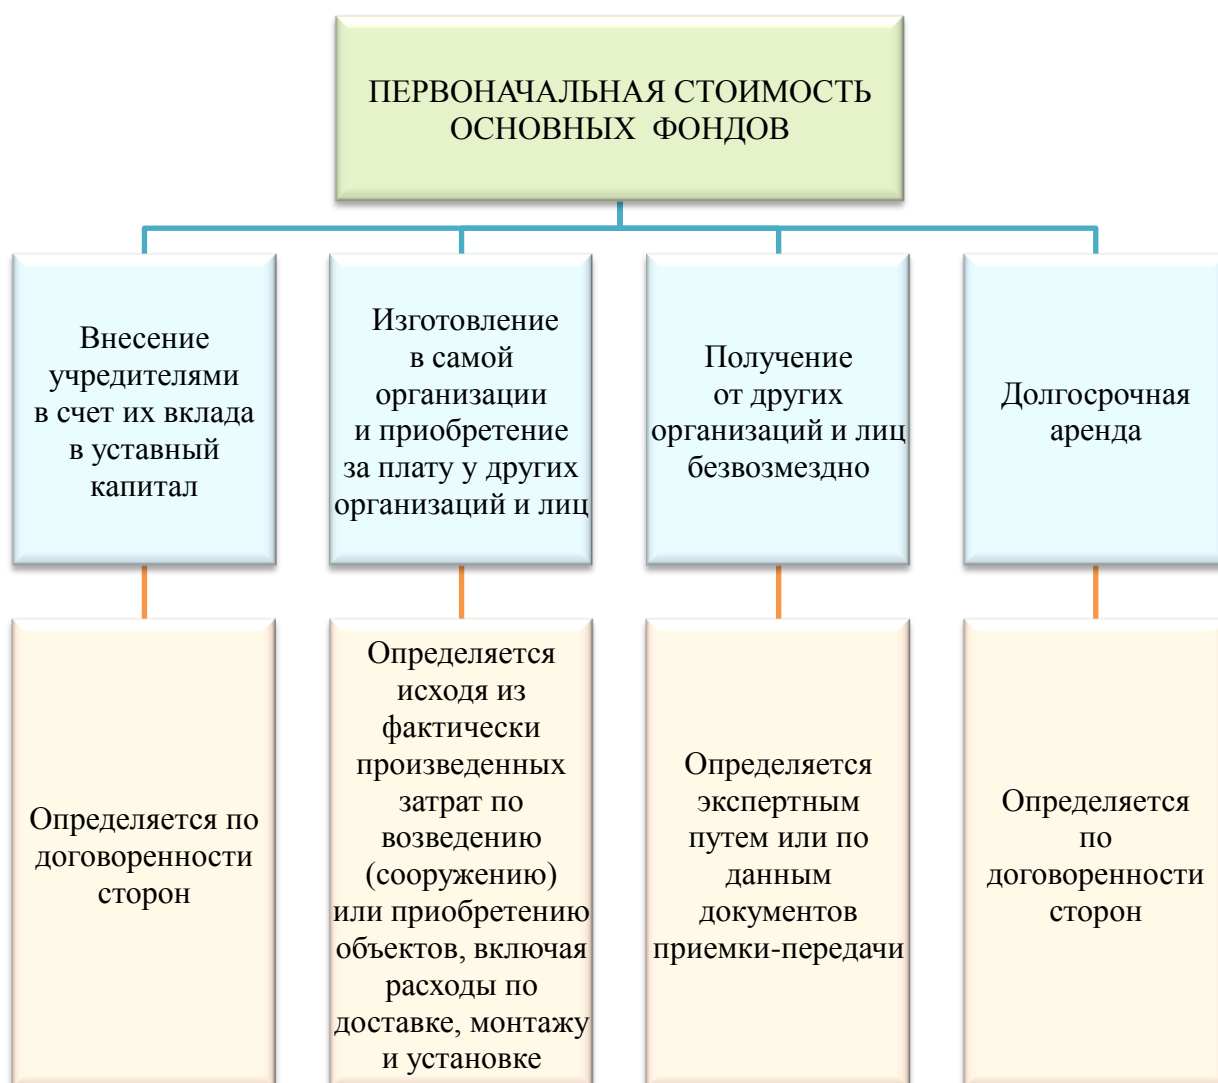 ПЕРВОНАЧАЛЬНАЯ СТОИМОСТЬ
ОСНОВНЫХ ФОНДОВ
Внесение
учредителями
в счет их вклада
в уставный
капитал
Изготовление
в самой
организации
и приобретение
за плату у других
организаций и лиц
Получение
от других
организаций и лиц
безвозмездно
Долгосрочная
аренда
Определяется по
договоренности
сторон
Определяется
исходя из
фактически
произведенных
затрат по
возведению
(сооружению)
или приобретению
объектов, включая
расходы по
доставке, монтажу
и установке
Определяется
экспертным
путем или по
данным
документов
приемки-передачи
Определяется
по
договоренности
сторон